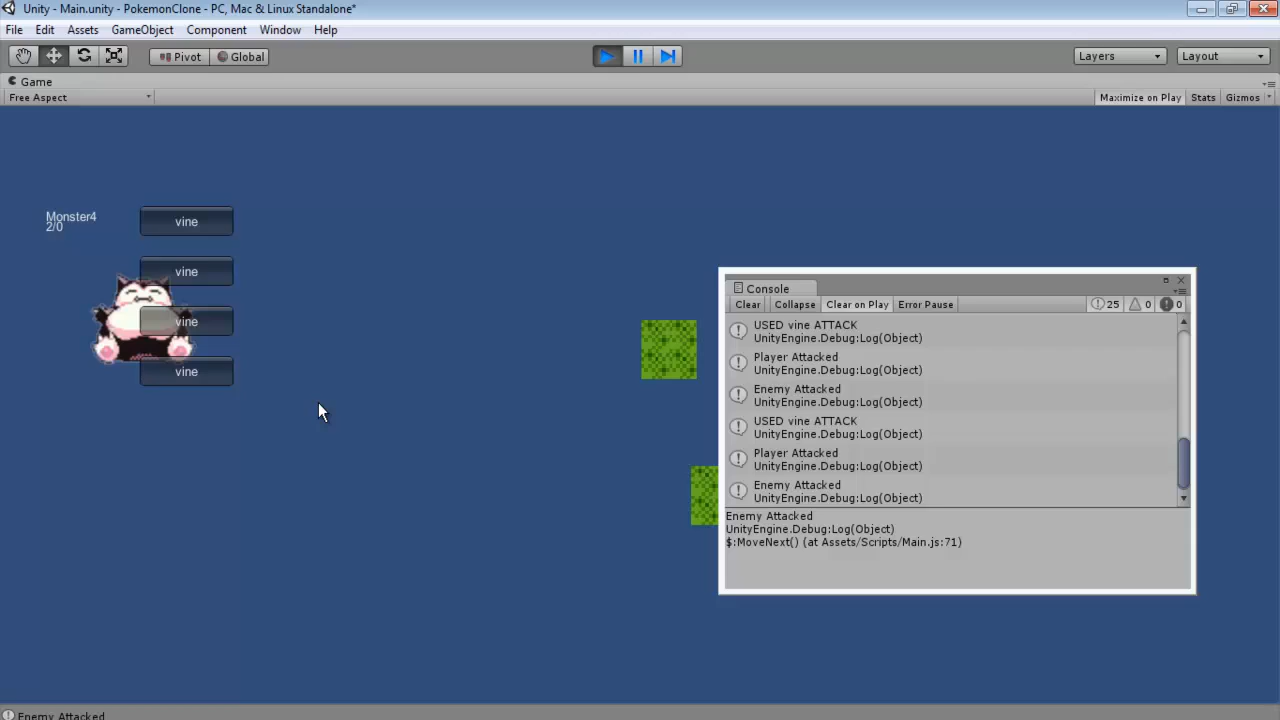 Unity - Main.unity - PokemonClone - PC, Mac & Linux Standalone*
File Edit Assets GameObject Component Window Help
Pivot Global Layers Layout
Game
Free Aspect Maximize on Play Stats Gizmos
Monster4
2/0
vine
vine
vine
vine
Console
Clear Collapse Clear on Play Error Pause 25 0 0
USED vine ATTACK
UnityEngine.Debug:Log(Object)
Player Attacked
UnityEngine.Debug:Log(Object)
Enemy Attacked
UnityEngine.Debug:Log(Object)
USED vine ATTACK
UnityEngine.Debug:Log(Object)
Player Attacked
UnityEngine.Debug:Log(Object)
Enemy Attacked
UnityEngine.Debug:Log(Object)
Enemy Attacked
UnityEngine.Debug:Log(Object)
$:MoveNext() (at Assets/Scripts/Main.js:71)
Enemy Attacked